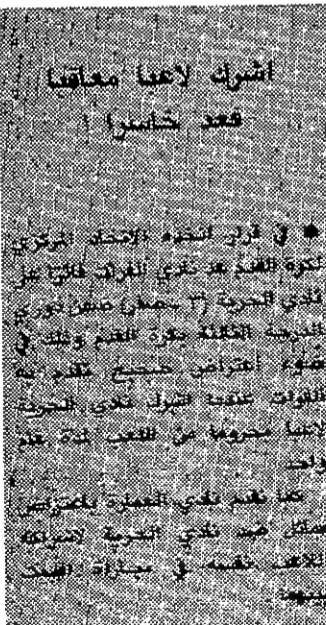 اشرك لاعبا معاقبا
فعد خاسرا !
● في قرار اتخذه الاتحاد المركزي
لكرة القدم عد نادي الفرات فائزا على
نادي الحرية (٣ - صفر) ضمن دوري
الدرجة الثالثة بكرة القدم وذلك في
ضوء اعتراض صحيح تقدم به
الفرات عندما اشرك نادي الحرية
لاعبا محروما من اللعب لمدة عام
واحد
كما تقدم نادي العمارة باعتراض
مماثل ضد نادي الحرية لاشراكه
اللاعب نفسه في مباراة اقيمت
بينهما